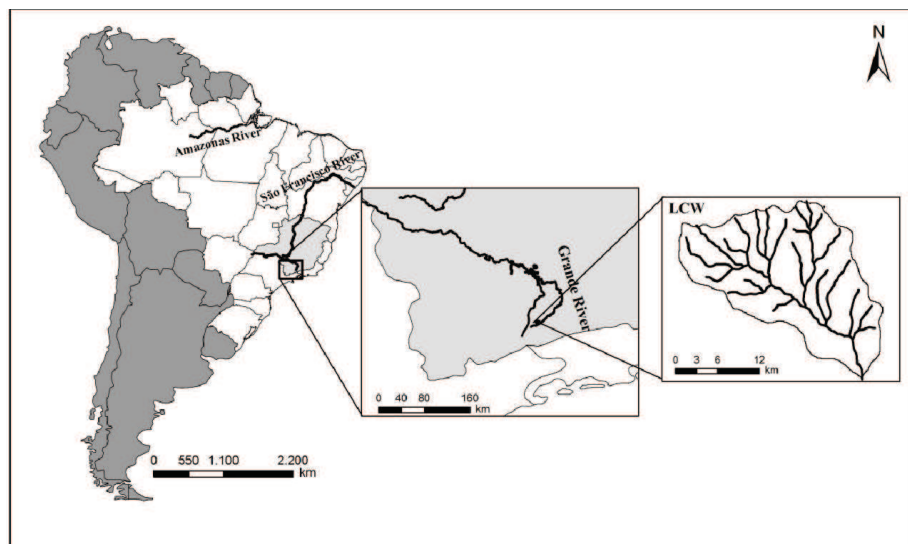 N
Amazonas River
São Francisco River
Grande River
LCW
0 3 6 12
km
0 40 80 160
km
0 550 1.100 2.200
km